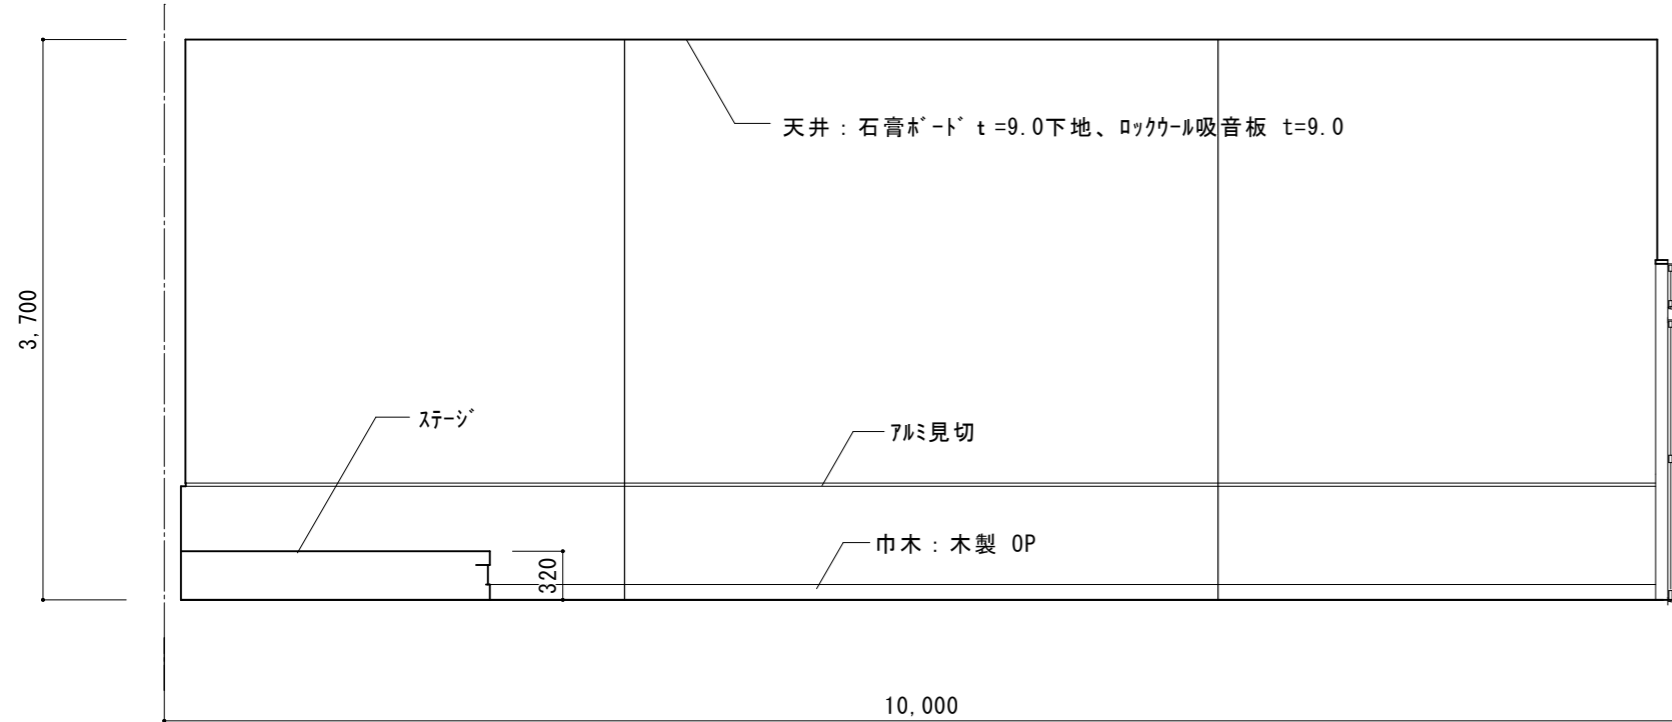 天井：石膏ﾎﾞｰﾄﾞ t=9.0下地、ﾛｯｸｳｰﾙ吸音板 t=9.0
3,700
ｽﾃｰｼﾞ
ｱﾙﾐ見切
巾木：木製 OP
320
10,000